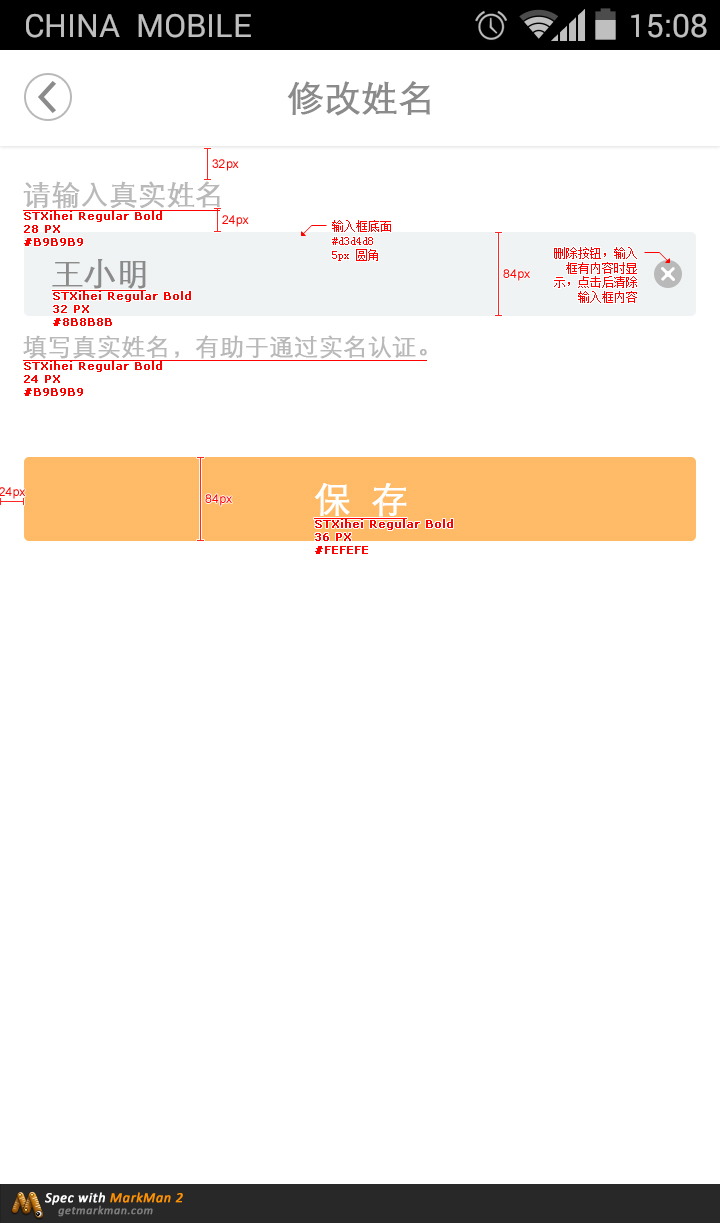 CHINA MOBILE 15:08
修改姓名
32px
请输入真实姓名
STXihei Regular Bold
28 PX
#B9B9B9
24px
输入框底面
#d3d4d8
5px 圆角
84px
删除按钮，输入
框有内容时显
示，点击后清除
输入框内容
王小明
STXihei Regular Bold
32 PX
#8B8B8B
填写真实姓名，有助于通过实名认证。
STXihei Regular Bold
24 PX
#B9B9B9
24px
84px
保 存
STXihei Regular Bold
36 PX
#FEFEFE
Spec with MarkMan 2
getmarkman.com